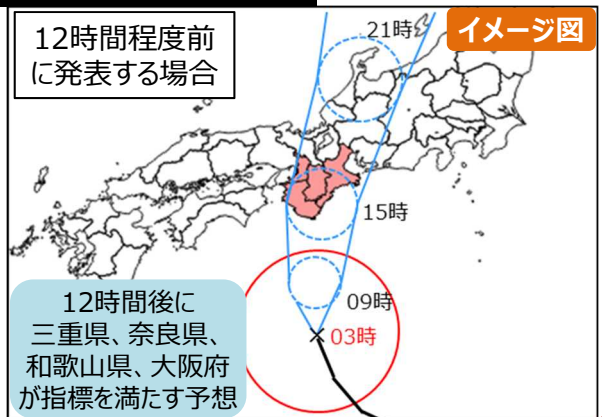 12時間程度前
に発表する場合
イメージ図
21時
15時
09時
03時
12時間後に
三重県、奈良県、
和歌山県、大阪府
が指標を満たす予想